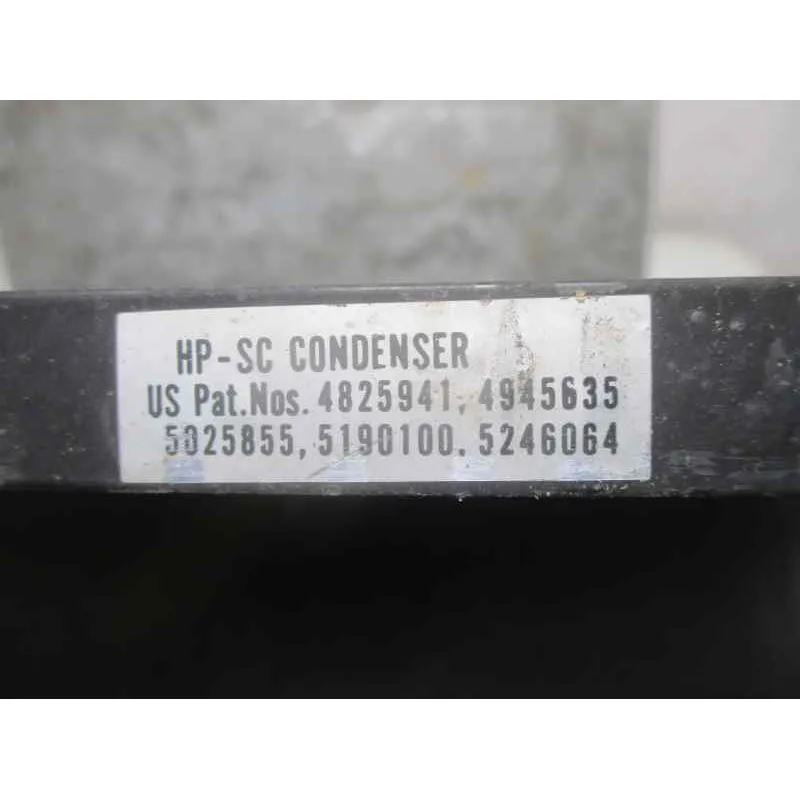 HP-SC CONDENSER
US Pat.Nos. 4825941, 4945635
5025855, 5190100, 5246064